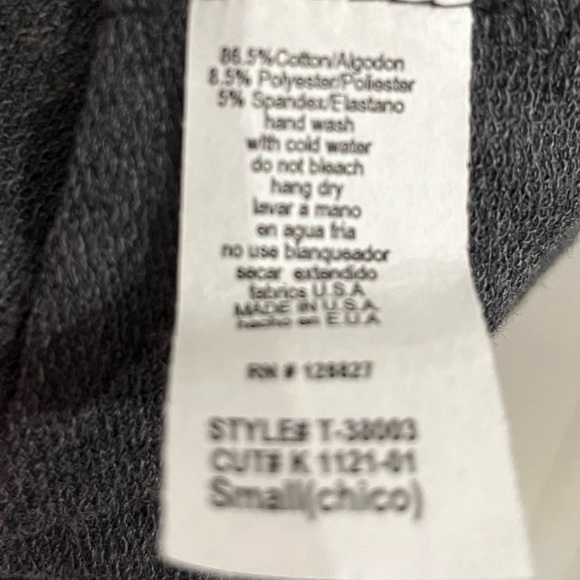 86.5%Cotton/Algodon
8.5% Polyester/Poliester
5% Spandex/Elastano
hand wash
with cold water
do not bleach
hang dry
lavar a mano
en agua fria
no use blanqueador
secar extendido
fabrics U.S.A
MADE IN U.S.A.
hecho en E.U.A
RN # 128827
STYLE# T-38003
CUT# K 1121-01
Small(chico)